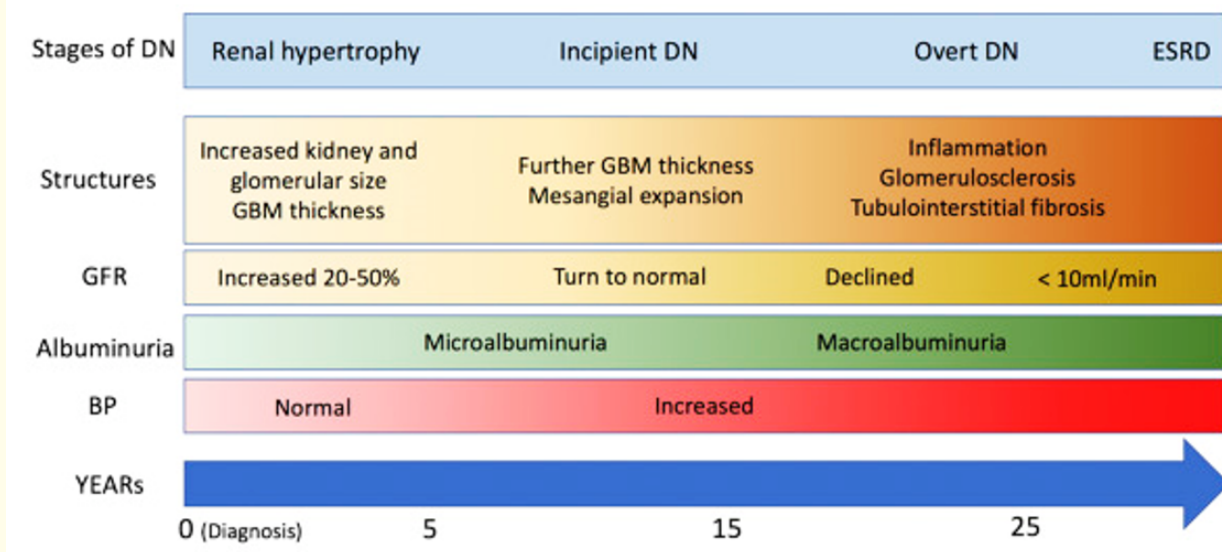 Stages of DN
Renal hypertrophy
Incipient DN
Overt DN
ESRD
Structures
Increased kidney and
glomerular size
GBM thickness
Further GBM thickness
Mesangial expansion
Inflammation
Glomerulosclerosis
Tubulointerstitial fibrosis
GFR
Increased 20-50%
Turn to normal
Declined
< 10ml/min
Albuminuria
Microalbuminuria
Macroalbuminuria
BP
Normal
Increased
YEARs
0 (Diagnosis)
5
15
25